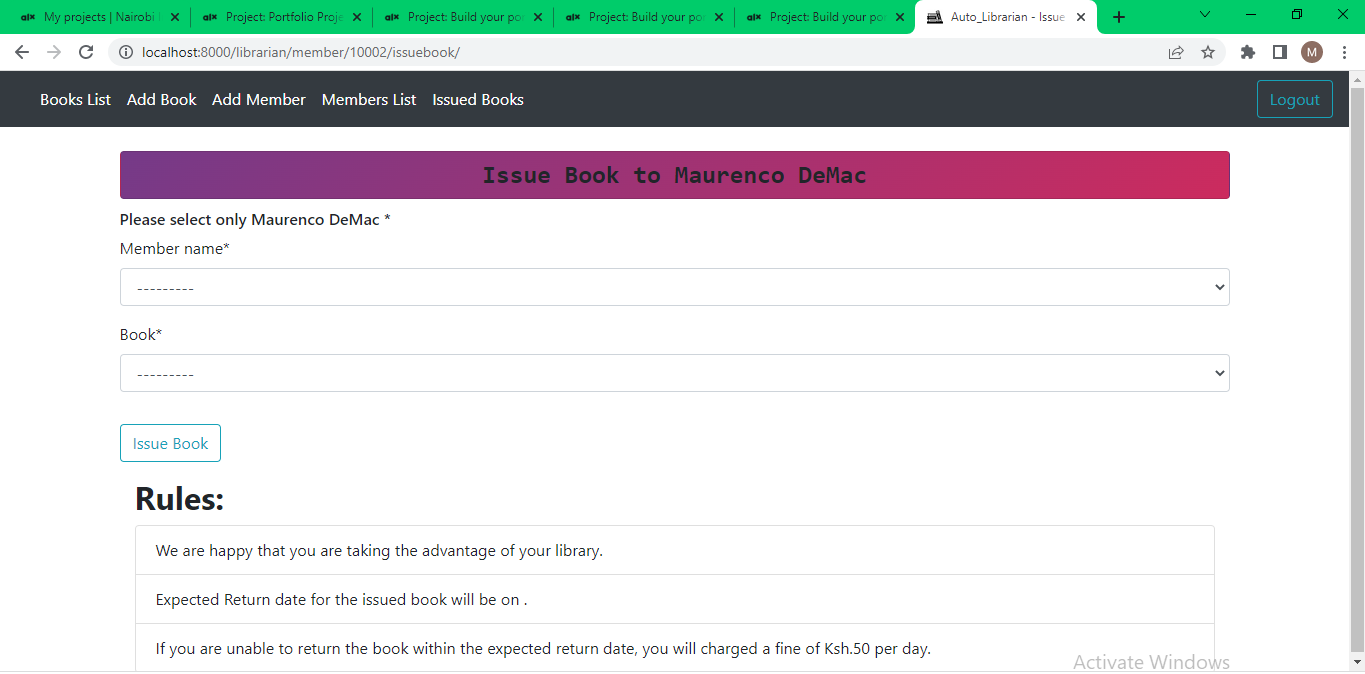 alx My projects | Nairobi
alx Project: Portfolio Proje
alx Project: Build your po
alx Project: Build your po
alx Project: Build your po
Auto_Librarian - Issue
localhost:8000/librarian/member/10002/issuebook/
M
Books List Add Book Add Member Members List Issued Books Logout
Issue Book to Maurenco DeMac
Please select only Maurenco DeMac *
Member name*
---------
Book*
---------
Issue Book
Rules:
We are happy that you are taking the advantage of your library.
Expected Return date for the issued book will be on .
If you are unable to return the book within the expected return date, you will charged a fine of Ksh.50 per day.
Activate Windows